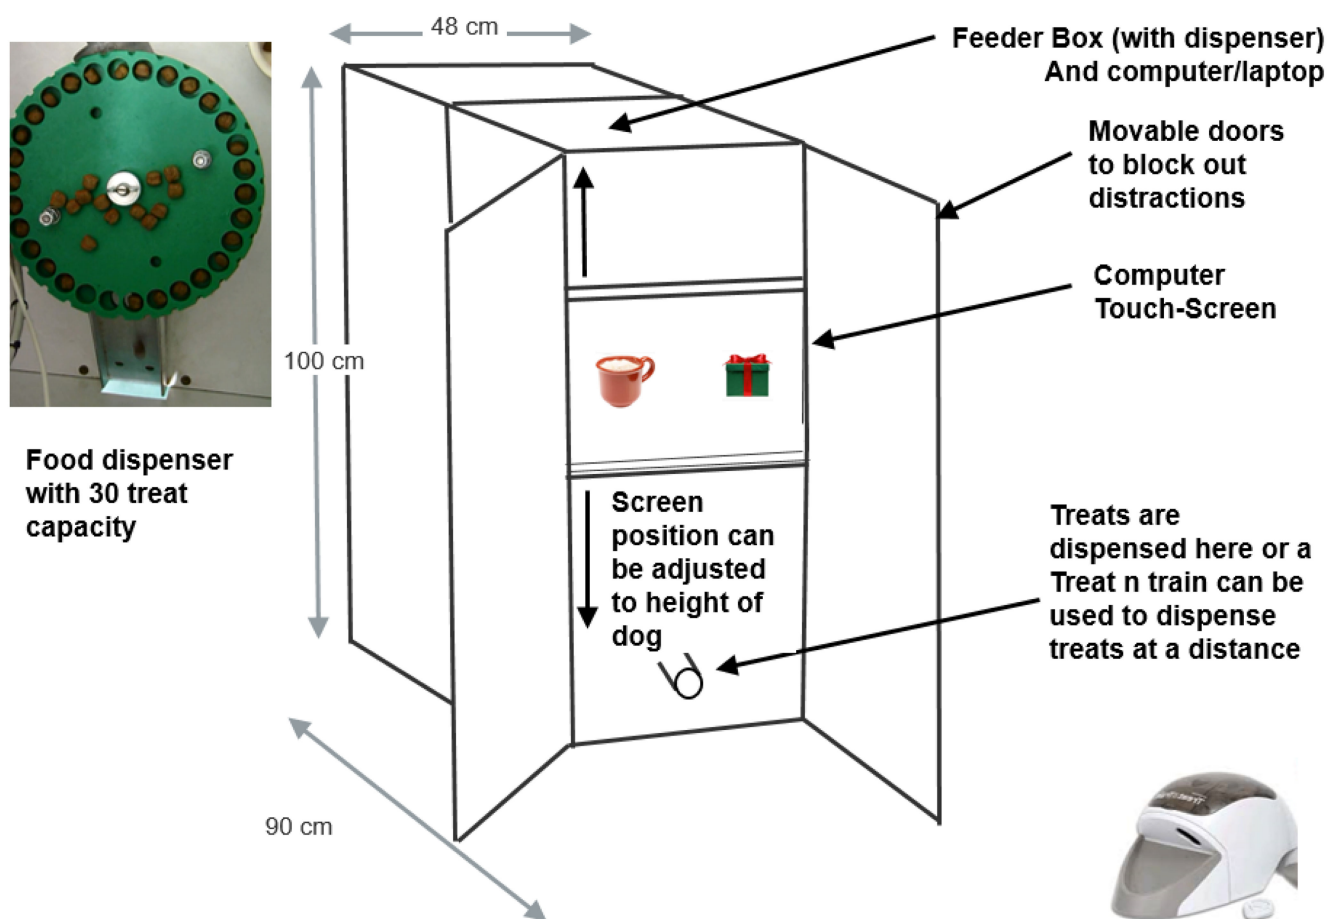 48 cm
Feeder Box (with dispenser)
And computer/laptop
Movable doors
to block out
distractions
Computer
Touch-Screen
100 cm
Food dispenser
with 30 treat
capacity
Screen
position can
be adjusted
to height of
dog
Treats are
dispensed here or a
Treat n train can be
used to dispense
treats at a distance
90 cm